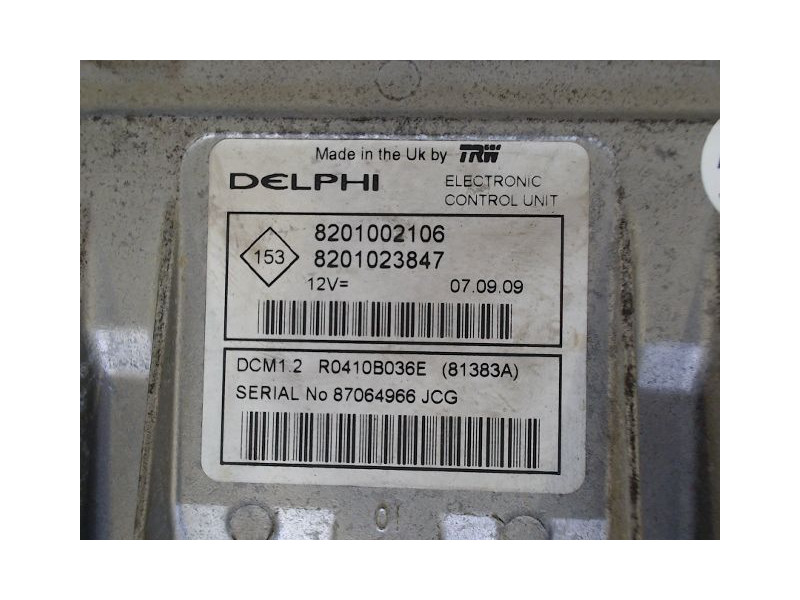 Made in the Uk by TRW
DELPHI
ELECTRONIC
CONTROL UNIT
153
8201002106
8201023847
12V= 07.09.09
DCM1.2 R0410B036E (81383A)
SERIAL No 87064966 JCG
01